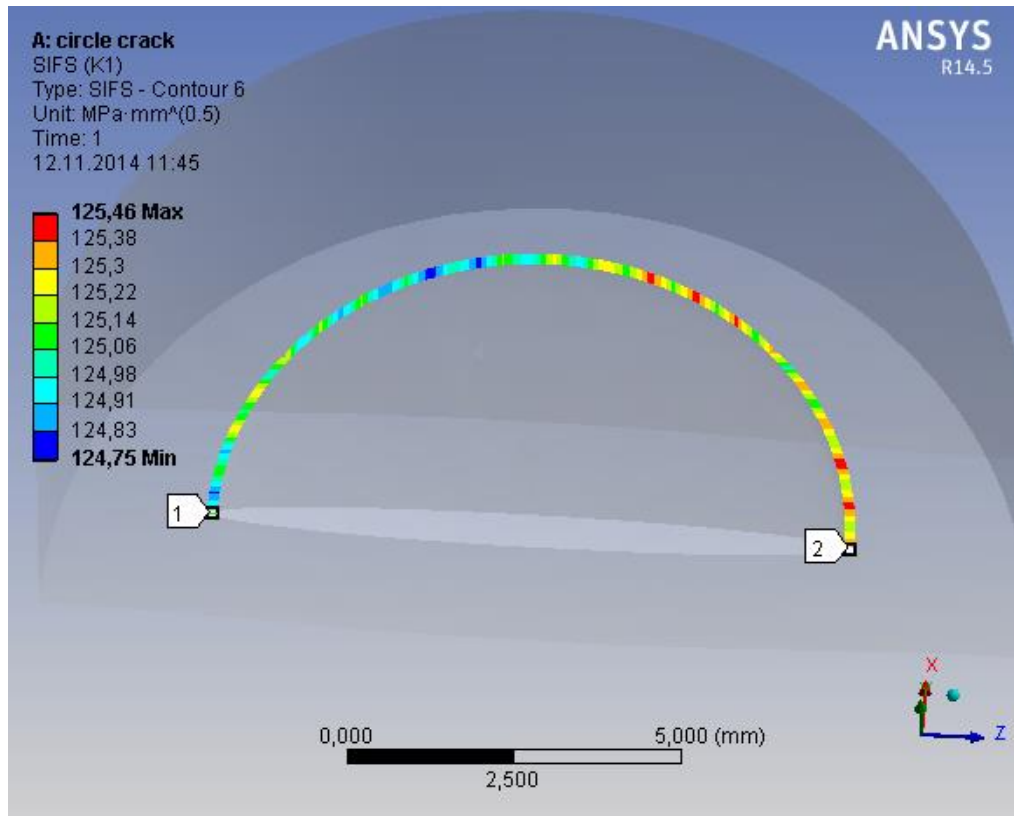 A: circle crack
SIFS (K1)
Type: SIFS - Contour 6
Unit: MPa·mm^(0.5)
Time: 1
12.11.2014 11:45
ANSYS
R14.5
125,46 Max
125,38
125,3
125,22
125,14
125,06
124,98
124,91
124,83
124,75 Min
1
2
X
Z
0,000
5,000 (mm)
2,500